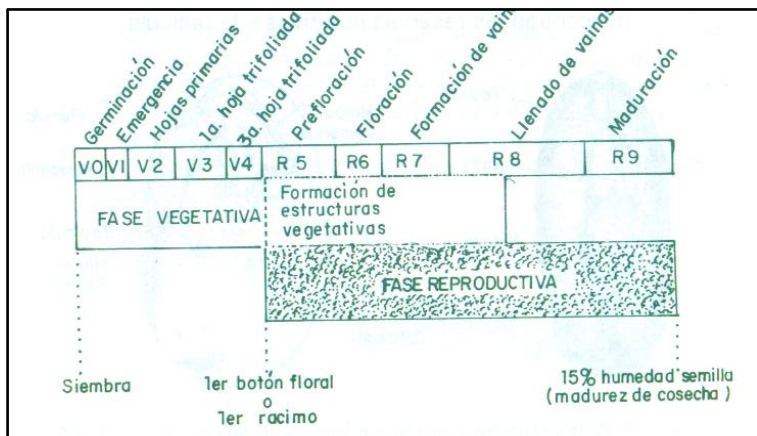 Germinación
Emergencia
Hojas primarias
1a. hoja trifoliada
3a. hoja trifoliada
Prefloración
Floración
Formación de vainas
Llenado de vainas
Maduración
V0 V1 V2 V3 V4 R5 R6 R7 R8 R9
FASE VEGETATIVA
Formación de
estructuras
vegetativas
FASE REPRODUCTIVA
Siembra
1er botón floral
o
1er racimo
15% humedad semilla
(madurez de cosecha)